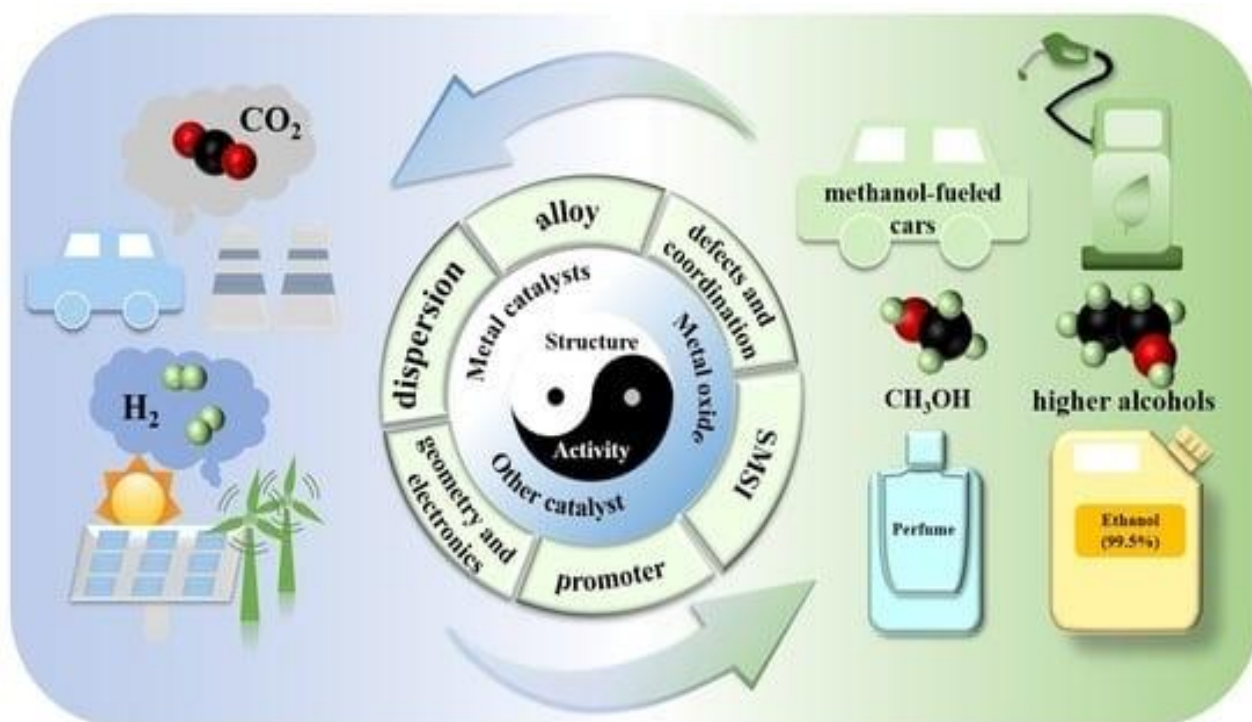 CO₂
H₂
alloy
defects and
coordination
SMSI
promoter
geometry and
electronics
dispersion
Metal catalysts
Metal oxide
Other catalyst
Structure
Activity
methanol-fueled
cars
CH₃OH
higher alcohols
Perfume
Ethanol
(99.5%)